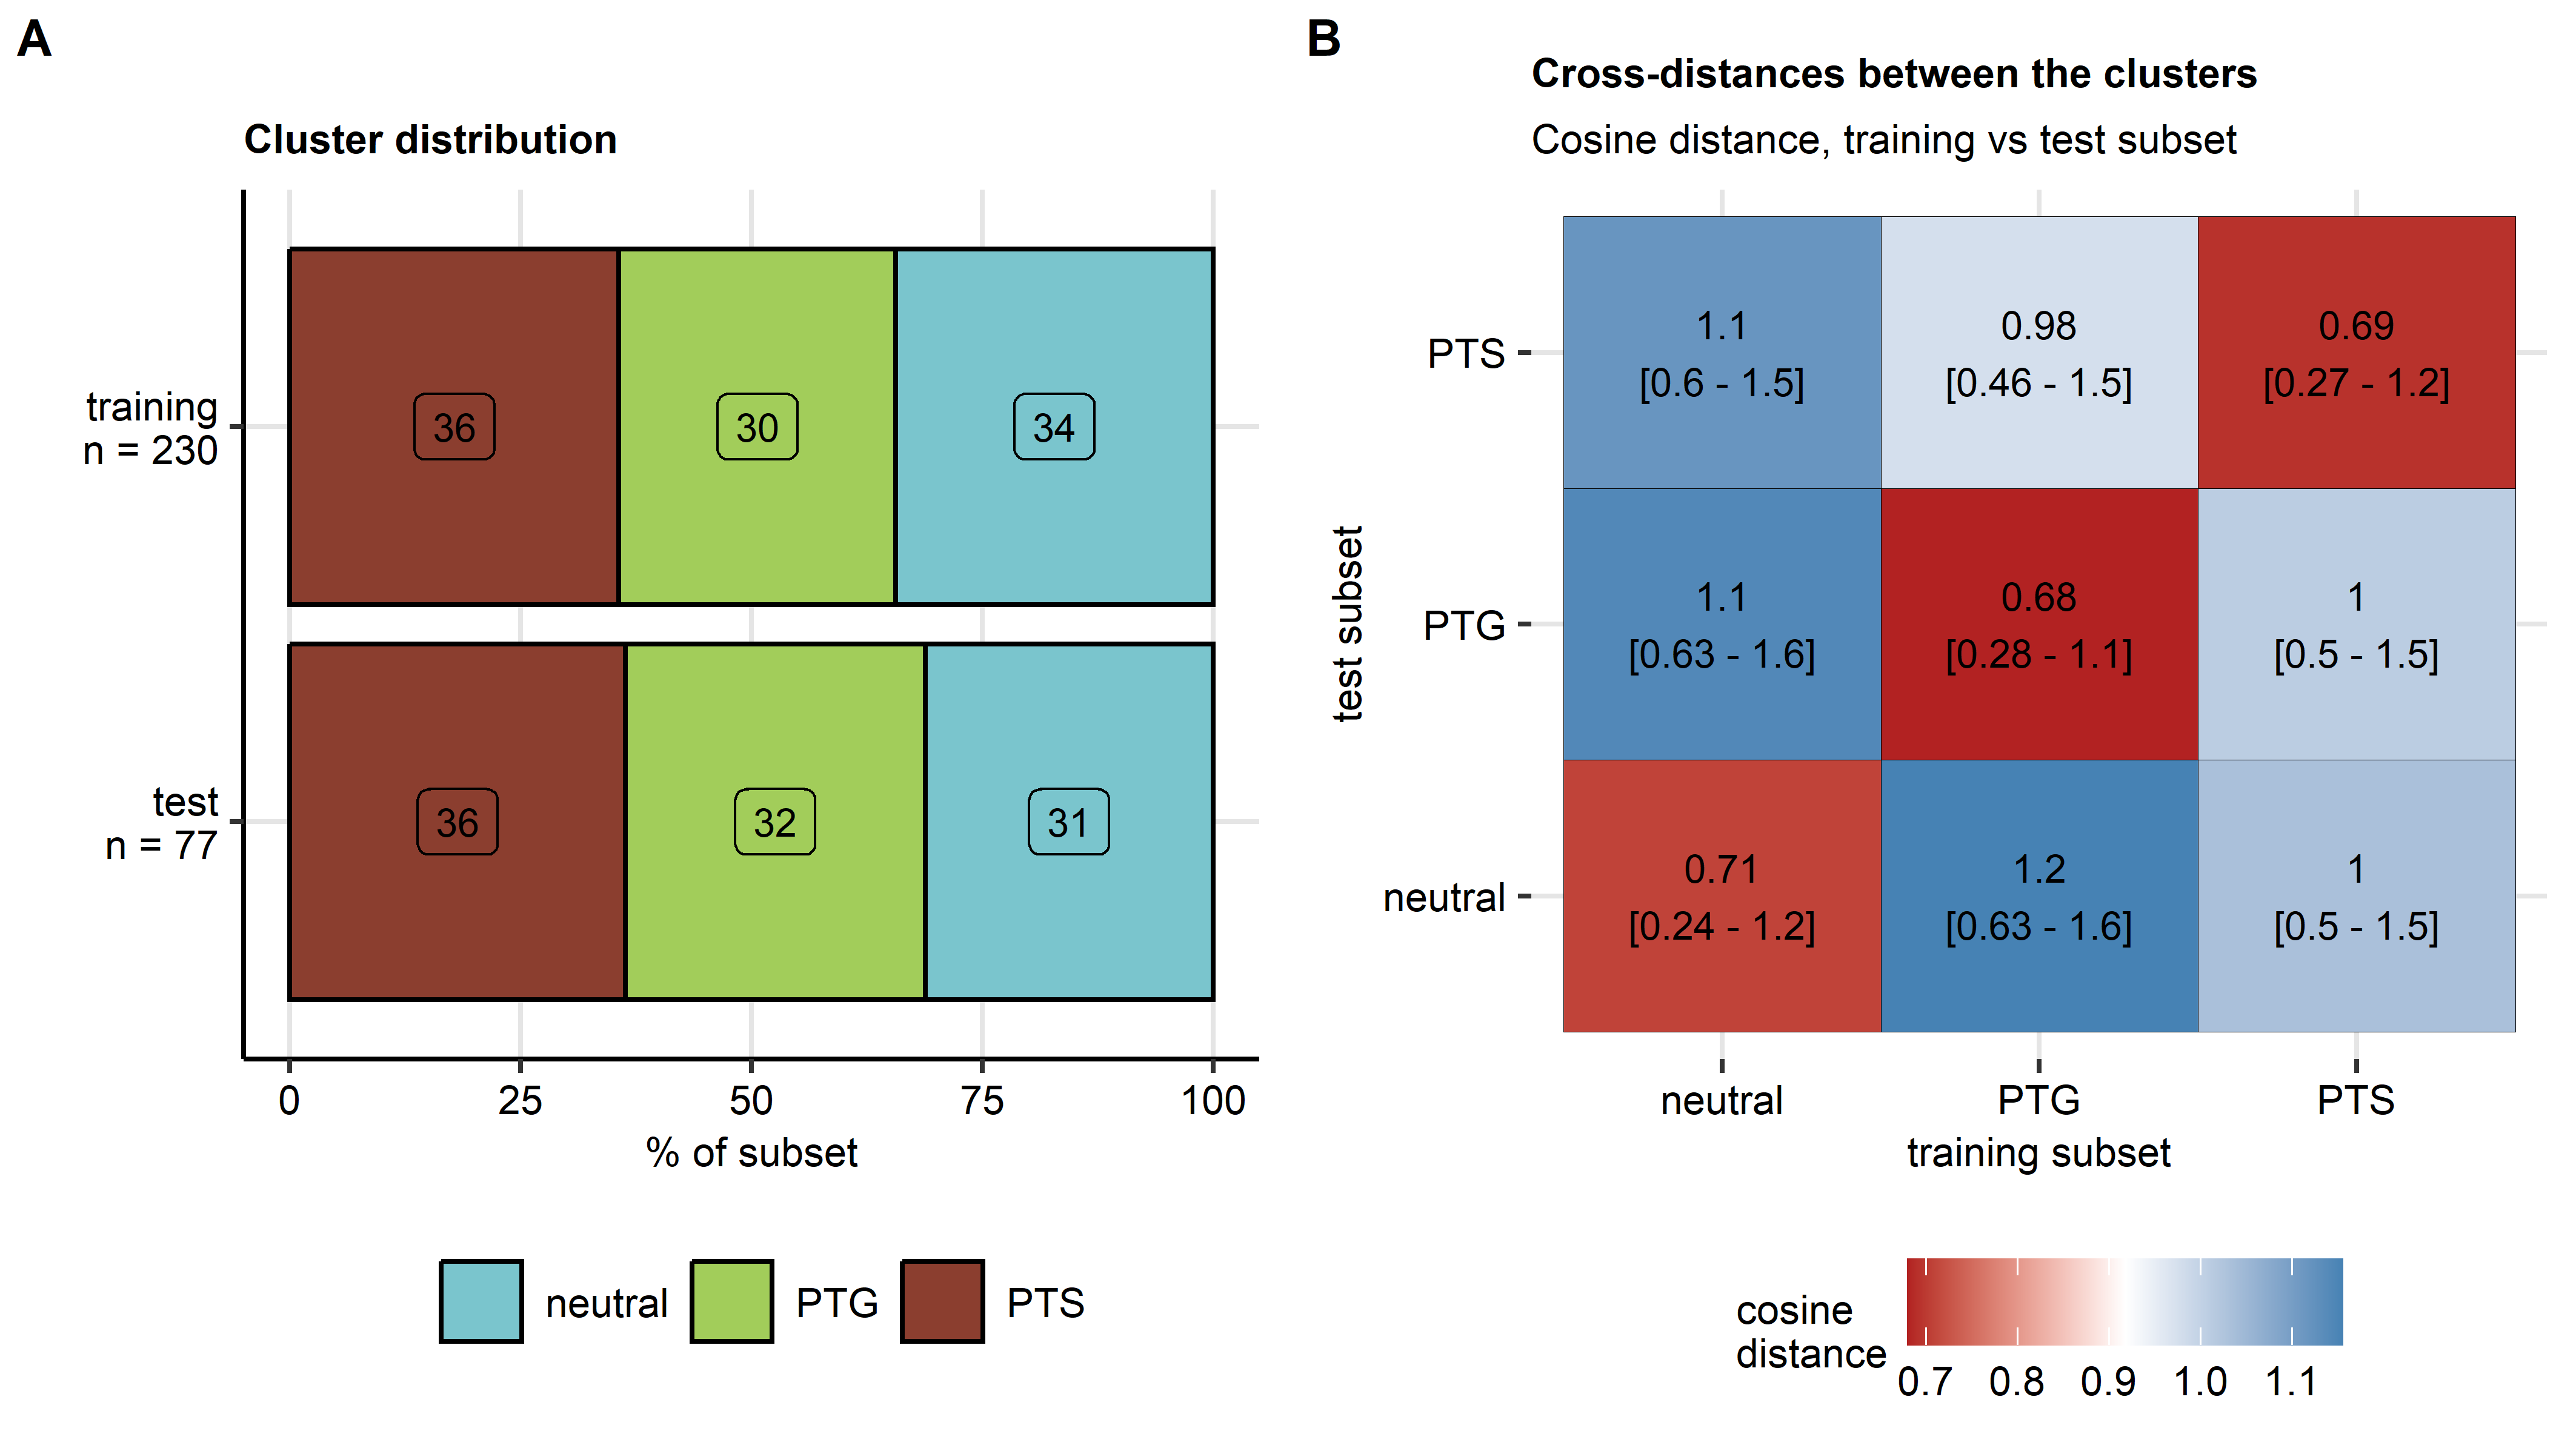 A
Cluster distribution
training
n = 230
36
30
34
test
n = 77
36
32
31
0
25
50
75
100
% of subset
neutral
PTG
PTS
B
Cross-distances between the clusters
Cosine distance, training vs test subset
test subset
PTS
1.1
[0.6 - 1.5]
0.98
[0.46 - 1.5]
0.69
[0.27 - 1.2]
PTG
1.1
[0.63 - 1.6]
0.68
[0.28 - 1.1]
1
[0.5 - 1.5]
neutral
0.71
[0.24 - 1.2]
1.2
[0.63 - 1.6]
1
[0.5 - 1.5]
neutral
PTG
PTS
training subset
cosine
distance
0.7
0.8
0.9
1.0
1.1